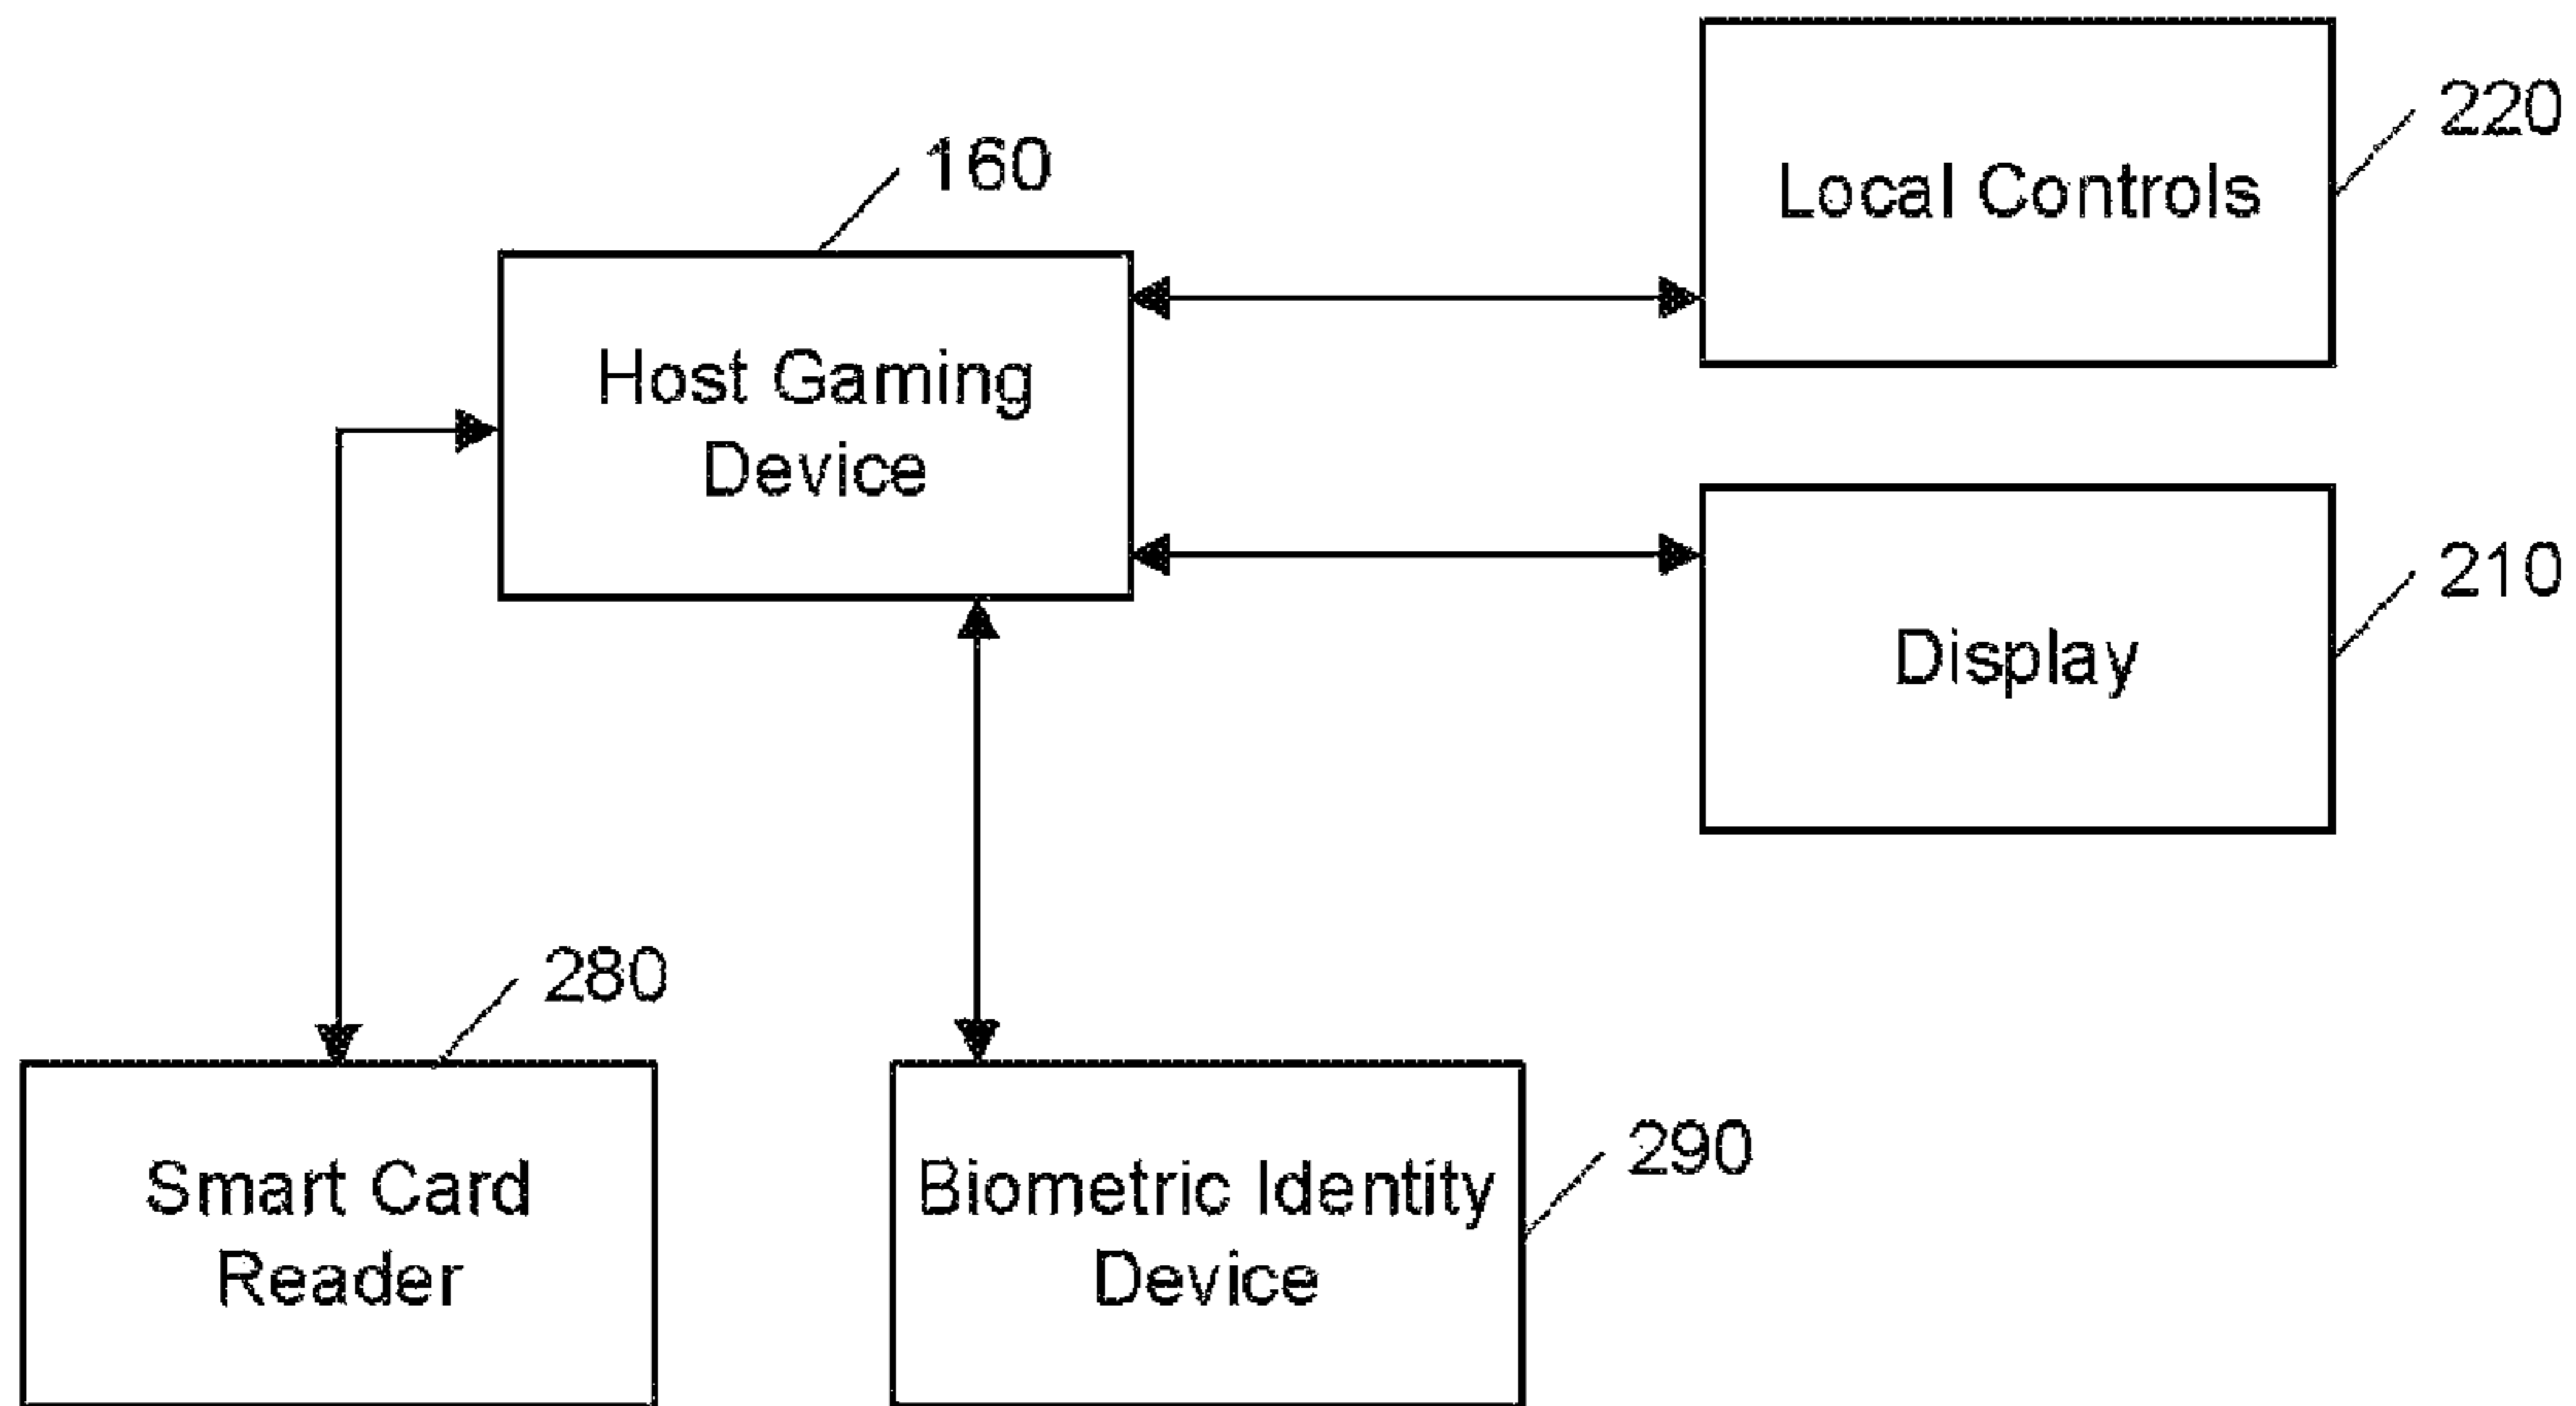 220
Local Controls
160
Host Gaming
Device
210
Display
280
Smart Card
Reader
290
Biometric Identity
Device